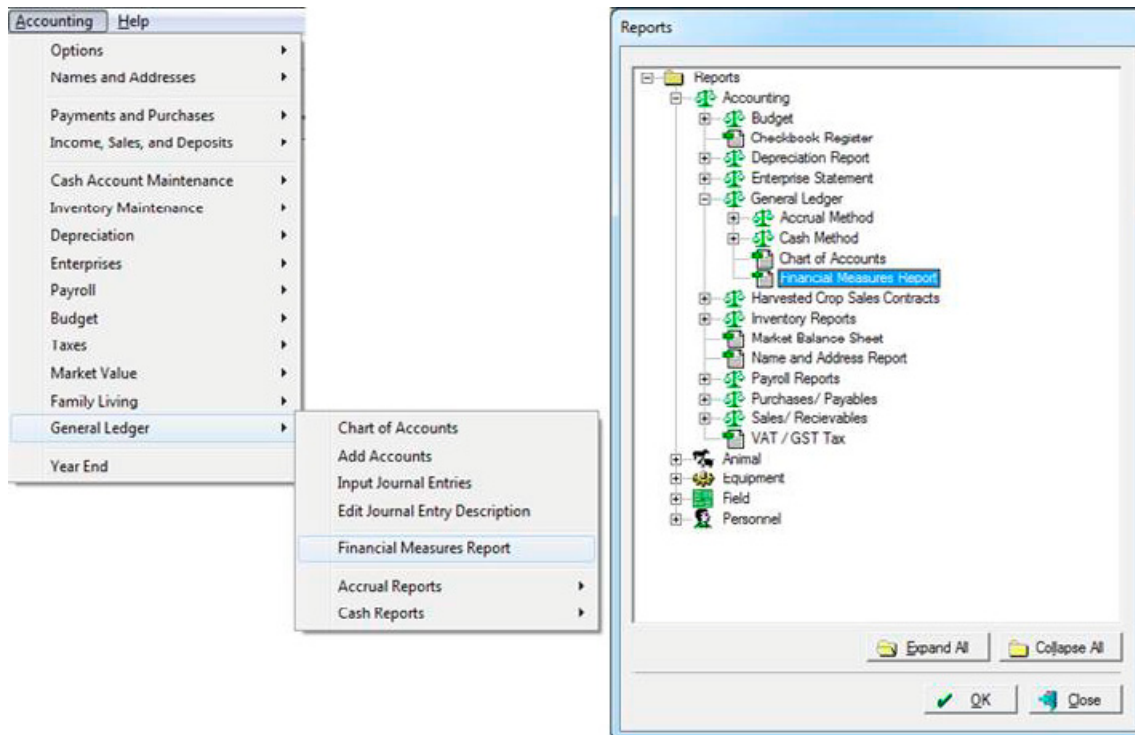 Accounting Help
Options
Names and Addresses
Payments and Purchases
Income, Sales, and Deposits
Cash Account Maintenance
Inventory Maintenance
Depreciation
Enterprises
Payroll
Budget
Taxes
Market Value
Family Living
General Ledger
Year End
Chart of Accounts
Add Accounts
Input Journal Entries
Edit Journal Entry Description
Financial Measures Report
Accrual Reports
Cash Reports
Reports
Reports
Accounting
Budget
Checkbook Register
Depreciation Report
Enterprise Statement
General Ledger
Accrual Method
Cash Method
Chart of Accounts
Financial Measures Report
Harvested Crop Sales Contracts
Inventory Reports
Market Balance Sheet
Name and Address Report
Payroll Reports
Purchases/ Payables
Sales/ Recievables
VAT / GST Tax
Animal
Equipment
Field
Personnel
Expand All Collapse All
OK Close